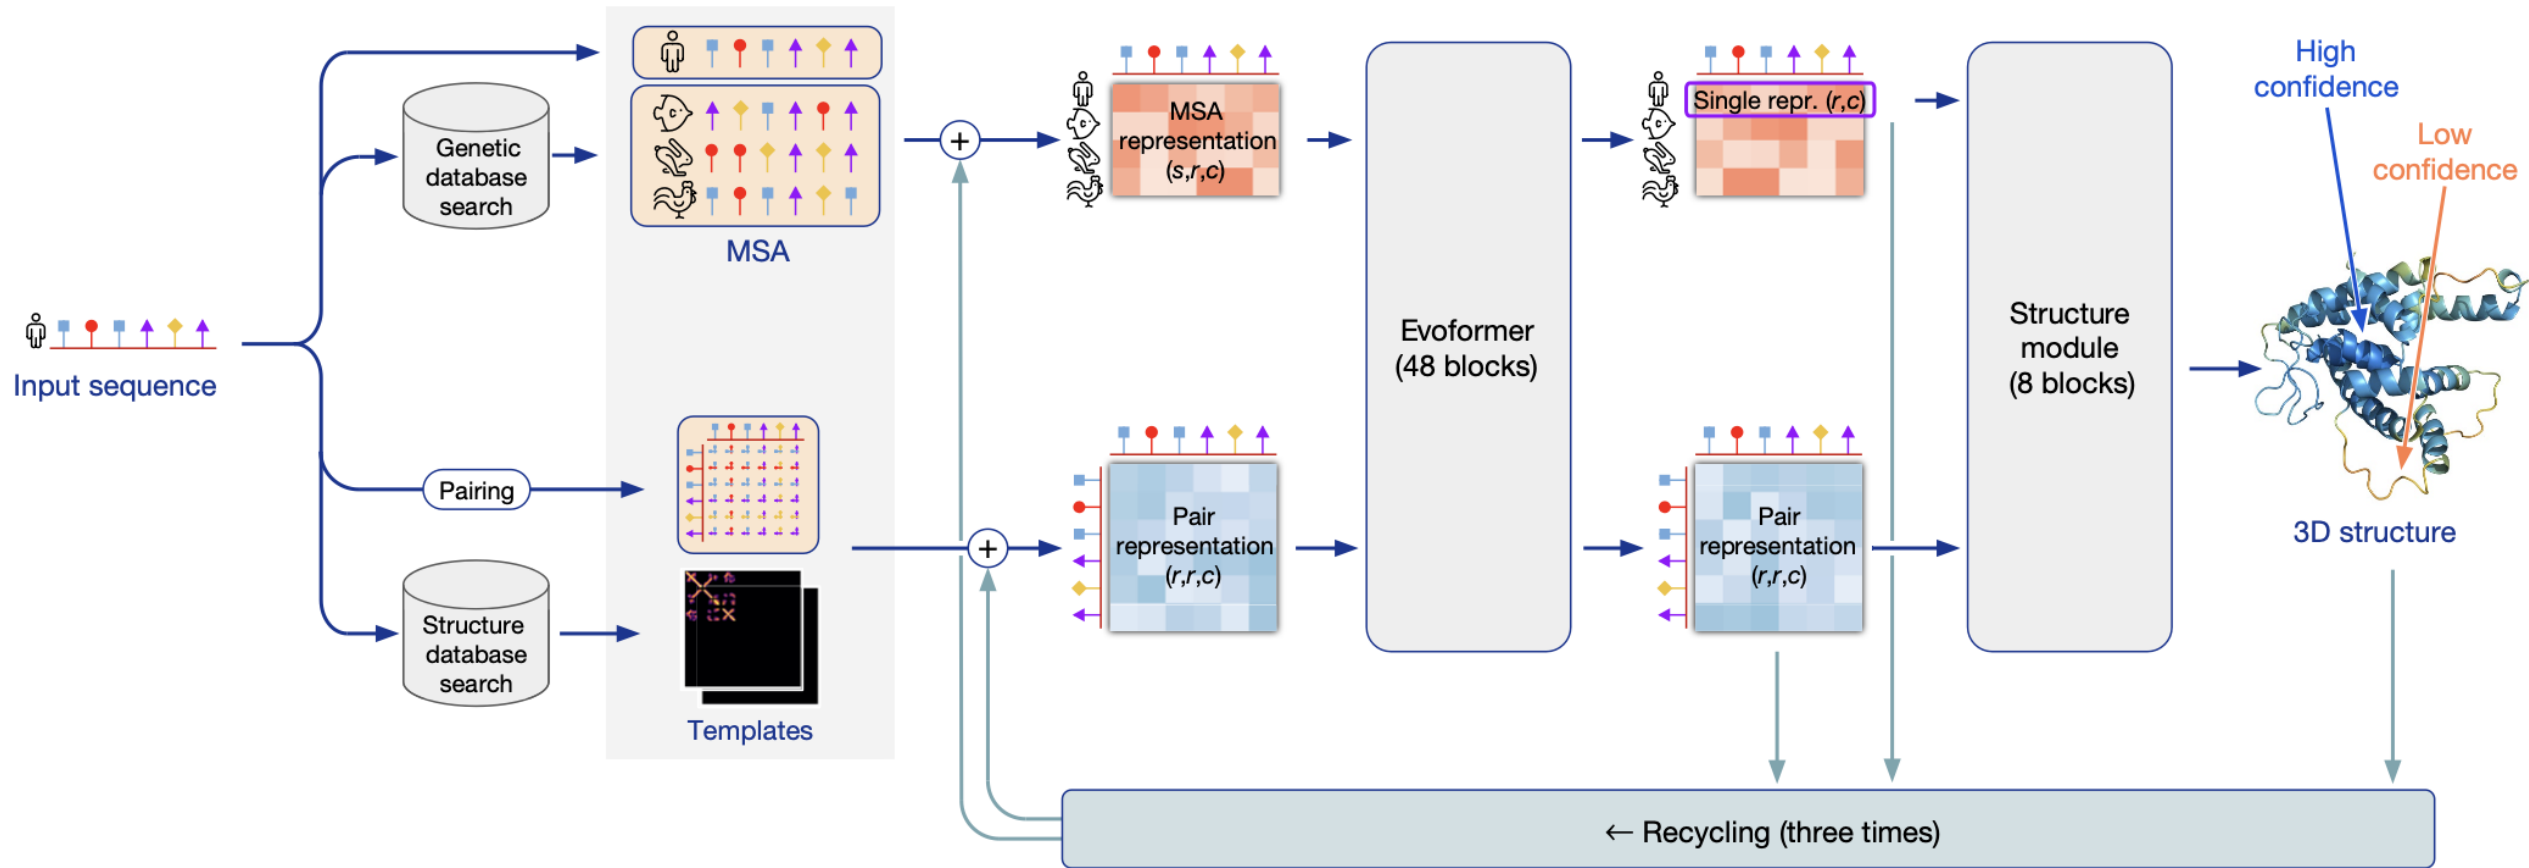 Input sequence
Genetic
database
search
Pairing
Structure
database
search
MSA
Templates
+
+
MSA
representation
(s,r,c)
Pair
representation
(r,r,c)
Evoformer
(48 blocks)
Single repr. (r,c)
Pair
representation
(r,r,c)
Structure
module
(8 blocks)
High
confidence
Low
confidence
3D structure
← Recycling (three times)